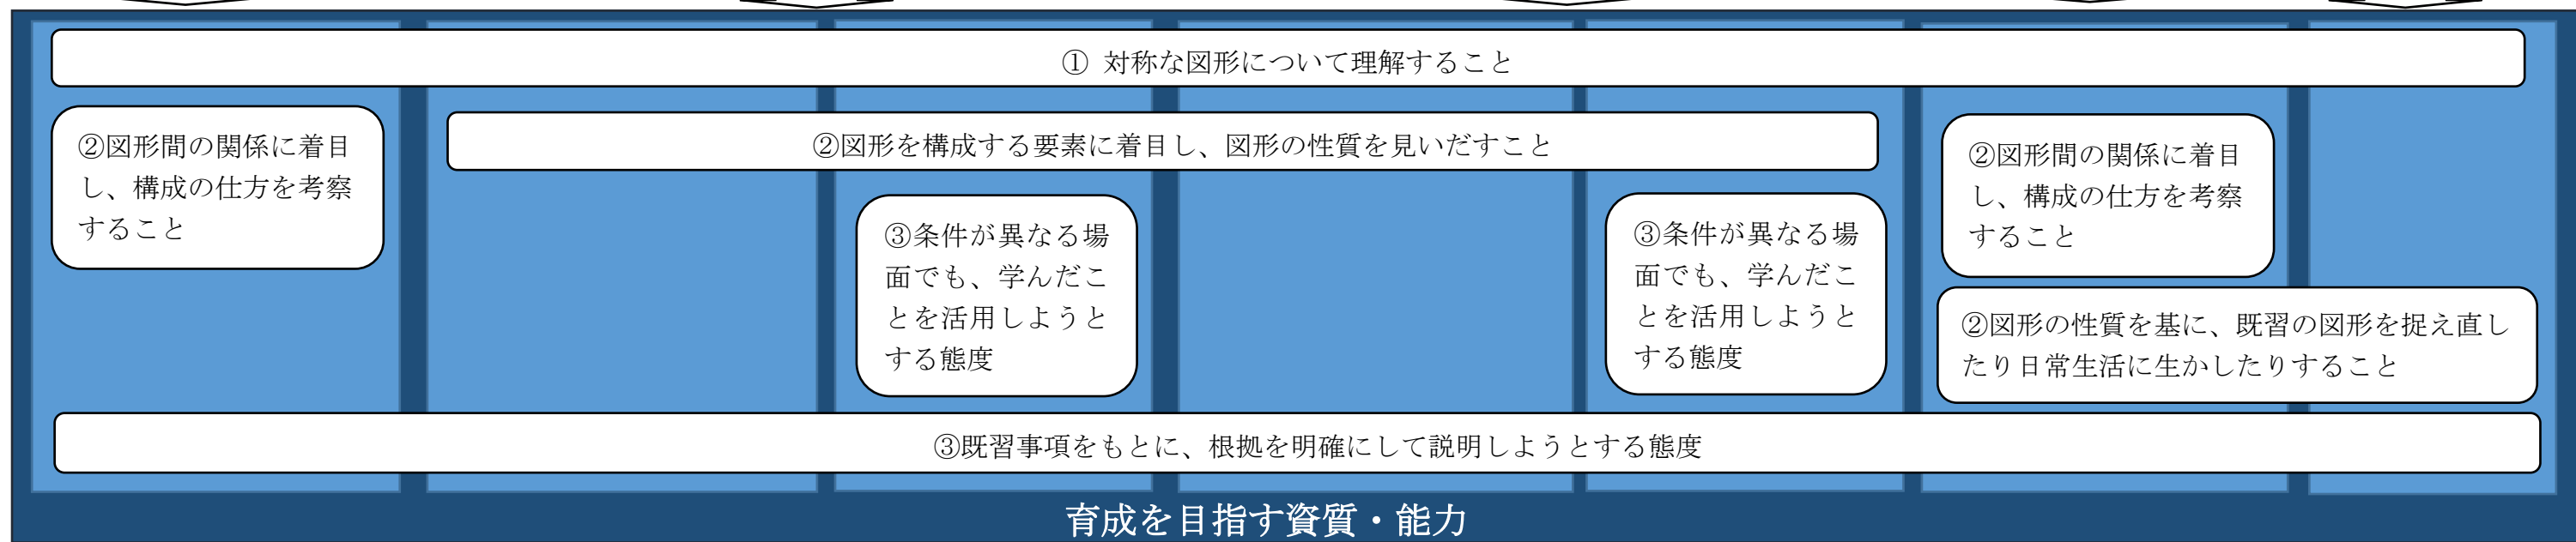 ① 対称な図形について理解すること
②図形間の関係に着目
し、構成の仕方を考察
すること
②図形を構成する要素に着目し、図形の性質を見いだすこと
③条件が異なる場
面でも、学んだこ
とを活用しようと
する態度
③条件が異なる場
面でも、学んだこ
とを活用しようと
する態度
②図形間の関係に着目
し、構成の仕方を考察
すること
②図形の性質を基に、既習の図形を捉え直し
たり日常生活に生かしたりすること
③既習事項をもとに、根拠を明確にして説明しようとする態度
育成を目指す資質・能力